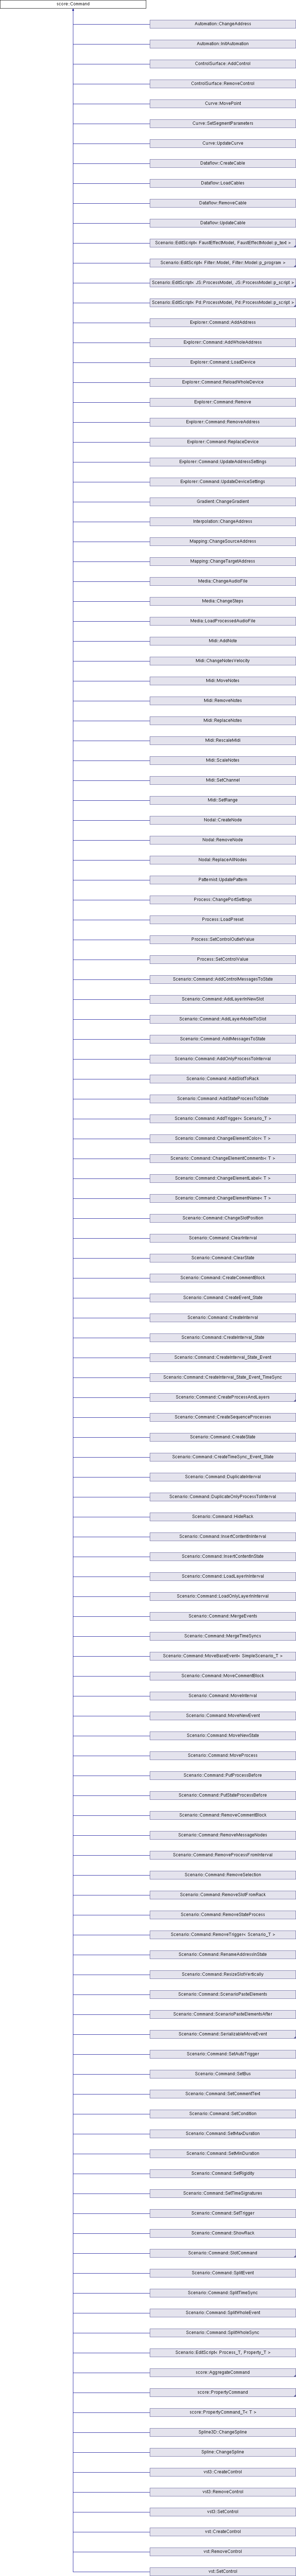 score::Command
Automation::ChangeAddress
Automation::InitAutomation
ControlSurface::AddControl
ControlSurface::RemoveControl
Curve::MovePoint
Curve::SetSegmentParameters
Curve::UpdateCurve
Dataflow::CreateCable
Dataflow::LoadCables
Dataflow::RemoveCable
Dataflow::UpdateCable
Scenario::EditScript< FaustEffectModel, FaustEffectModel::p_text >
Scenario::EditScript< Filter::Model, Filter::Model::p_program >
Scenario::EditScript< JS::ProcessModel, JS::ProcessModel::p_script >
Scenario::EditScript< Pd::ProcessModel, Pd::ProcessModel::p_script >
Explorer::Command::AddAddress
Explorer::Command::AddWholeAddress
Explorer::Command::LoadDevice
Explorer::Command::ReloadWholeDevice
Explorer::Command::Remove
Explorer::Command::RemoveAddress
Explorer::Command::ReplaceDevice
Explorer::Command::UpdateAddressSettings
Explorer::Command::UpdateDeviceSettings
Gradient::ChangeGradient
Interpolation::ChangeAddress
Mapping::ChangeSourceAddress
Mapping::ChangeTargetAddress
Media::ChangeAudioFile
Media::ChangeSteps
Media::LoadProcessedAudioFile
Midi::AddNote
Midi::ChangeNotesVelocity
Midi::MoveNotes
Midi::RemoveNotes
Midi::ReplaceNotes
Midi::RescaleMidi
Midi::ScaleNotes
Midi::SetChannel
Midi::SetRange
Nodal::CreateNode
Nodal::RemoveNode
Nodal::ReplaceAllNodes
Patternist::UpdatePattern
Process::ChangePortSettings
Process::LoadPreset
Process::SetControlOutletValue
Process::SetControlValue
Scenario::Command::AddControlMessagesToState
Scenario::Command::AddLayerInNewSlot
Scenario::Command::AddLayerModelToSlot
Scenario::Command::AddMessagesToState
Scenario::Command::AddOnlyProcessToInterval
Scenario::Command::AddSlotToRack
Scenario::Command::AddStateProcessToState
Scenario::Command::AddTrigger< Scenario_T >
Scenario::Command::ChangeElementColor< T >
Scenario::Command::ChangeElementComments< T >
Scenario::Command::ChangeElementLabel< T >
Scenario::Command::ChangeElementName< T >
Scenario::Command::ChangeSlotPosition
Scenario::Command::ClearInterval
Scenario::Command::ClearState
Scenario::Command::CreateCommentBlock
Scenario::Command::CreateEvent_State
Scenario::Command::CreateInterval
Scenario::Command::CreateInterval_State
Scenario::Command::CreateInterval_State_Event
Scenario::Command::CreateInterval_State_Event_TimeSync
Scenario::Command::CreateProcessAndLayers
Scenario::Command::CreateSequenceProcesses
Scenario::Command::CreateState
Scenario::Command::CreateTimeSync_Event_State
Scenario::Command::DuplicateInterval
Scenario::Command::DuplicateOnlyProcessToInterval
Scenario::Command::HideRack
Scenario::Command::InsertContentInInterval
Scenario::Command::InsertContentInState
Scenario::Command::LoadLayerInInterval
Scenario::Command::LoadOnlyLayerInInterval
Scenario::Command::MergeEvents
Scenario::Command::MergeTimeSyncs
Scenario::Command::MoveBaseEvent< SimpleScenario_T >
Scenario::Command::MoveCommentBlock
Scenario::Command::MoveInterval
Scenario::Command::MoveNewEvent
Scenario::Command::MoveNewState
Scenario::Command::MoveProcess
Scenario::Command::PutProcessBefore
Scenario::Command::PutStateProcessBefore
Scenario::Command::RemoveCommentBlock
Scenario::Command::RemoveMessageNodes
Scenario::Command::RemoveProcessFromInterval
Scenario::Command::RemoveSelection
Scenario::Command::RemoveSlotFromRack
Scenario::Command::RemoveStateProcess
Scenario::Command::RemoveTrigger< Scenario_T >
Scenario::Command::RenameAddressInState
Scenario::Command::ResizeSlotVertically
Scenario::Command::ScenarioPasteElements
Scenario::Command::ScenarioPasteElementsAfter
Scenario::Command::SerializableMoveEvent
Scenario::Command::SetAutoTrigger
Scenario::Command::SetBus
Scenario::Command::SetCommentText
Scenario::Command::SetCondition
Scenario::Command::SetMaxDuration
Scenario::Command::SetMinDuration
Scenario::Command::SetRigidity
Scenario::Command::SetTimeSignatures
Scenario::Command::SetTrigger
Scenario::Command::ShowRack
Scenario::Command::SlotCommand
Scenario::Command::SplitEvent
Scenario::Command::SplitTimeSync
Scenario::Command::SplitWholeEvent
Scenario::Command::SplitWholeSync
Scenario::EditScript< Process_T, Property_T >
score::AggregateCommand
score::PropertyCommand
score::PropertyCommand_T< T >
Spline3D::ChangeSpline
Spline::ChangeSpline
vst3::CreateControl
vst3::RemoveControl
vst3::SetControl
vst::CreateControl
vst::RemoveControl
vst::SetControl